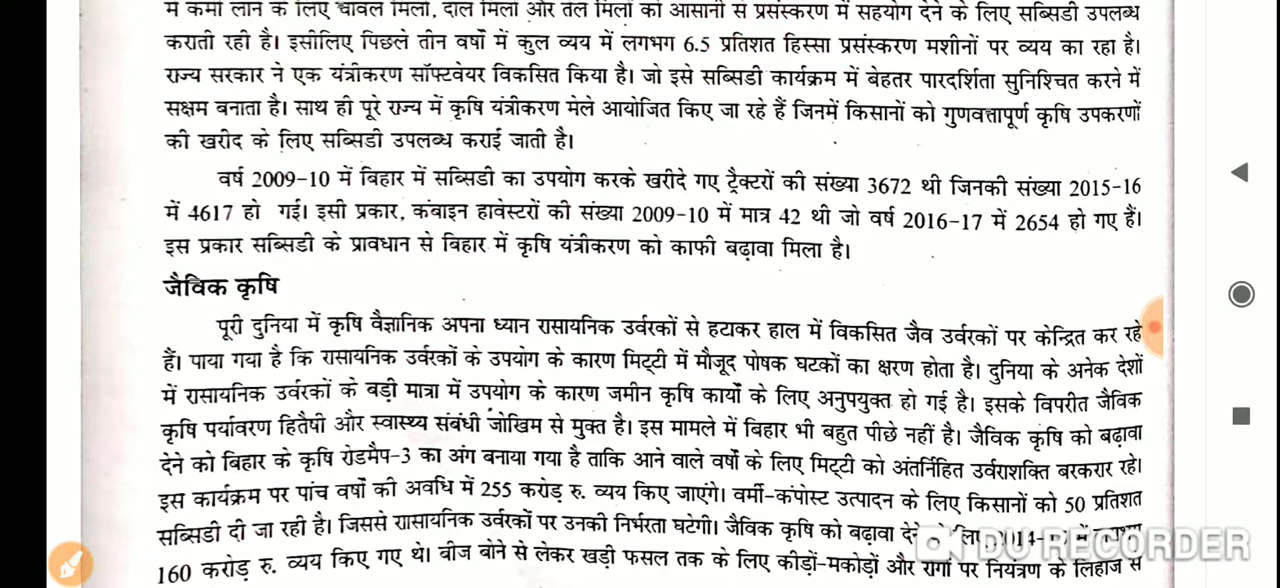 में कमी लाने के लिए चावल मिलों, दाल मिलों और तेल मिलों को आसानी से प्रसंस्करण में सहयोग देने के लिए सब्सिडी उपलब्ध
कराती रही है। इसीलिए पिछले तीन वर्षों में कुल व्यय में लगभग 6.5 प्रतिशत हिस्सा प्रसंस्करण मशीनों पर व्यय का रहा है।
राज्य सरकार ने एक यंत्रीकरण सॉफ्टवेयर विकसित किया है। जो इसे सब्सिडी कार्यक्रम में बेहतर पारदर्शिता सुनिश्चित करने में
सक्षम बनाता है। साथ ही पूरे राज्य में कृषि यंत्रीकरण मेले आयोजित किए जा रहे हैं जिनमें किसानों को गुणवत्तापूर्ण कृषि उपकरणों
की खरीद के लिए सब्सिडी उपलब्ध कराई जाती है।
वर्ष 2009-10 में बिहार में सब्सिडी का उपयोग करके खरीदे गए ट्रैक्टरों की संख्या 3672 थी जिनकी संख्या 2015-16
में 4617 हो गई। इसी प्रकार, कंबाइन हार्वेस्टरों की संख्या 2009-10 में मात्र 42 थी जो वर्ष 2016-17 में 2654 हो गए हैं।
इस प्रकार सब्सिडी के प्रावधान से बिहार में कृषि यंत्रीकरण को काफी बढ़ावा मिला है।
जैविक कृषि
पूरी दुनिया में कृषि वैज्ञानिक अपना ध्यान रासायनिक उर्वरकों से हटाकर हाल में विकसित जैव उर्वरकों पर केन्द्रित कर रहे
हैं। पाया गया है कि रासायनिक उर्वरकों के उपयोग के कारण मिट्टी में मौजूद पोषक घटकों का क्षरण होता है। दुनिया के अनेक देशों
में रासायनिक उर्वरकों के बड़ी मात्रा में उपयोग के कारण जमीन कृषि कार्यों के लिए अनुपयुक्त हो गई है। इसके विपरीत जैविक
कृषि पर्यावरण हितैषी और स्वास्थ्य संबंधी जोखिम से मुक्त है। इस मामले में बिहार भी बहुत पीछे नहीं है। जैविक कृषि को बढ़ावा
देने को बिहार के कृषि रोडमैप-3 का अंग बनाया गया है ताकि आने वाले वर्षों के लिए मिट्टी को अंतर्निहित उर्वराशक्ति बरकरार रहे।
इस कार्यक्रम पर पांच वर्षों की अवधि में 255 करोड़ रु. व्यय किए जाएंगे। वर्मी-कंपोस्ट उत्पादन के लिए किसानों को 50 प्रतिशत
सब्सिडी दी जा रही है। जिससे रासायनिक उर्वरकों पर उनकी निर्भरता घटेगी। जैविक कृषि को बढ़ावा देने
DU RECORDER
160 करोड़ रु. व्यय किए गए थे। बीज बोने से लेकर खड़ी फसल तक के लिए कीड़ों-मकोड़ों और रोगों पर नियंत्रण के लिहाज से